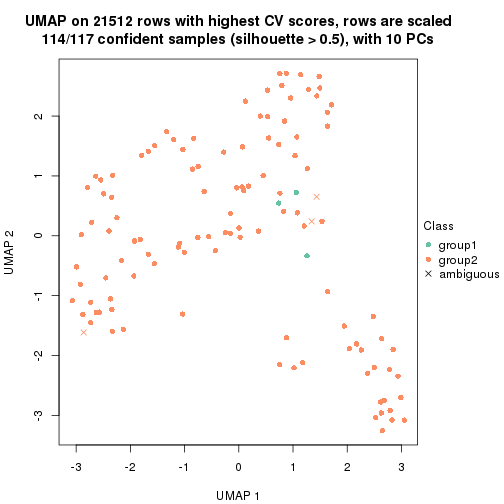 UMAP on 21512 rows with highest CV scores, rows are scaled
114/117 confident samples (silhouette > 0.5), with 10 PCs
Class
group1
group2
ambiguous
UMAP 2
2
1
0
-1
-2
-3
-3
-2
-1
0
1
2
3
UMAP 1